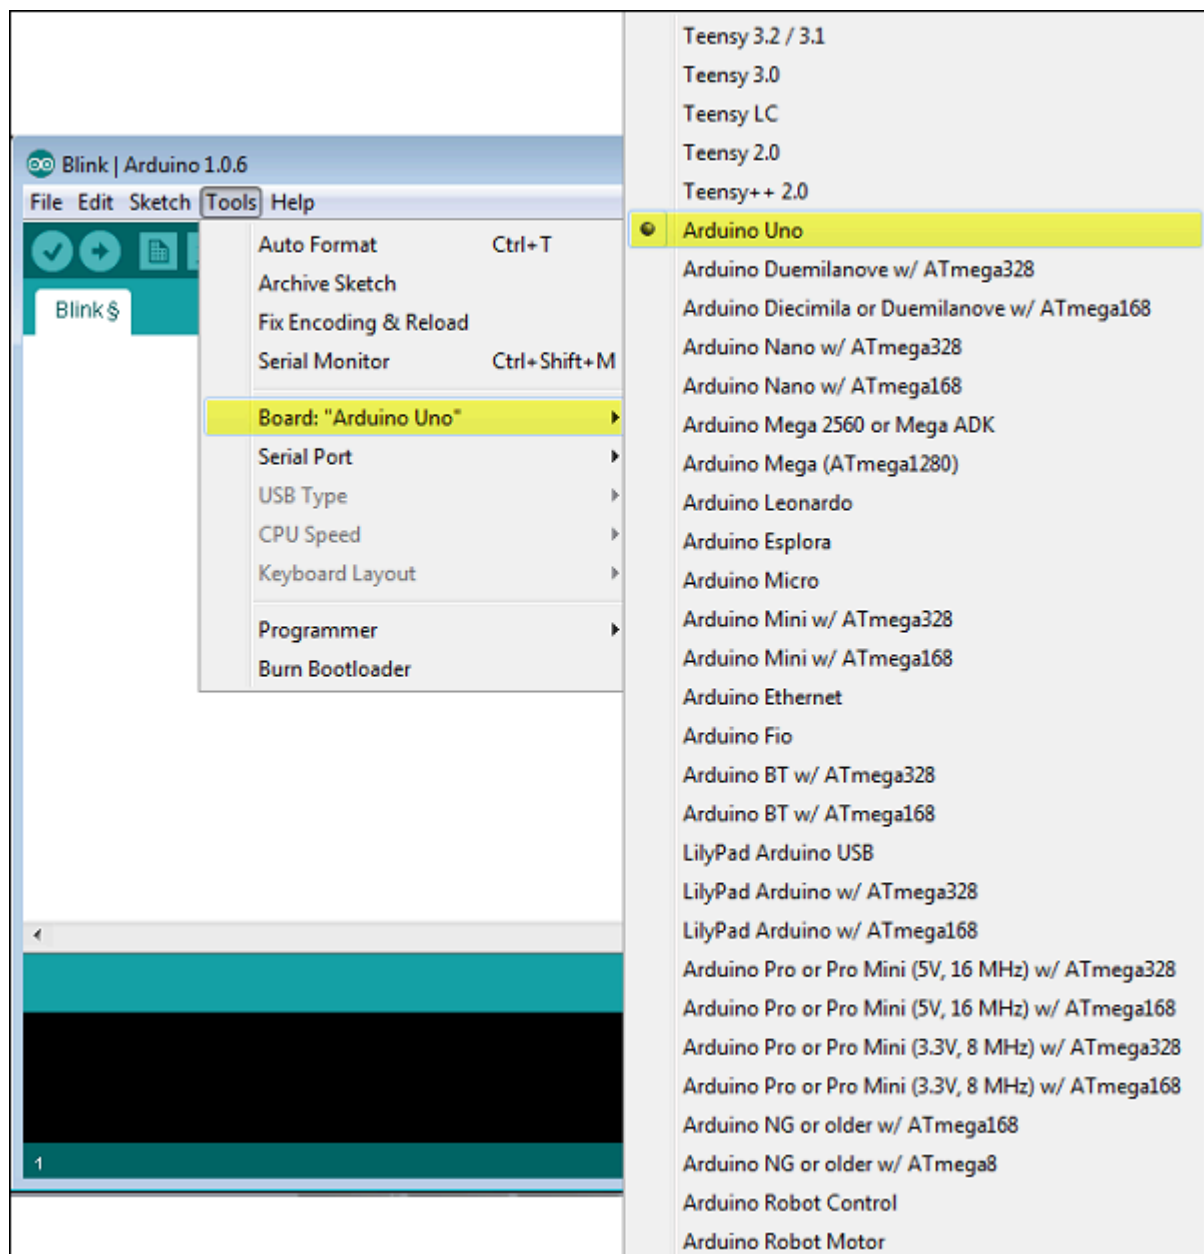 Blink | Arduino 1.0.6
File Edit Sketch Tools Help
Blink §
Auto Format Ctrl+T
Archive Sketch
Fix Encoding & Reload
Serial Monitor Ctrl+Shift+M
Board: "Arduino Uno"
Serial Port
USB Type
CPU Speed
Keyboard Layout
Programmer
Burn Bootloader
1
Teensy 3.2 / 3.1
Teensy 3.0
Teensy LC
Teensy 2.0
Teensy++ 2.0
Arduino Uno
Arduino Duemilanove w/ ATmega328
Arduino Diecimila or Duemilanove w/ ATmega168
Arduino Nano w/ ATmega328
Arduino Nano w/ ATmega168
Arduino Mega 2560 or Mega ADK
Arduino Mega (ATmega1280)
Arduino Leonardo
Arduino Esplora
Arduino Micro
Arduino Mini w/ ATmega328
Arduino Mini w/ ATmega168
Arduino Ethernet
Arduino Fio
Arduino BT w/ ATmega328
Arduino BT w/ ATmega168
LilyPad Arduino USB
LilyPad Arduino w/ ATmega328
LilyPad Arduino w/ ATmega168
Arduino Pro or Pro Mini (5V, 16 MHz) w/ ATmega328
Arduino Pro or Pro Mini (5V, 16 MHz) w/ ATmega168
Arduino Pro or Pro Mini (3.3V, 8 MHz) w/ ATmega328
Arduino Pro or Pro Mini (3.3V, 8 MHz) w/ ATmega168
Arduino NG or older w/ ATmega168
Arduino NG or older w/ ATmega8
Arduino Robot Control
Arduino Robot Motor